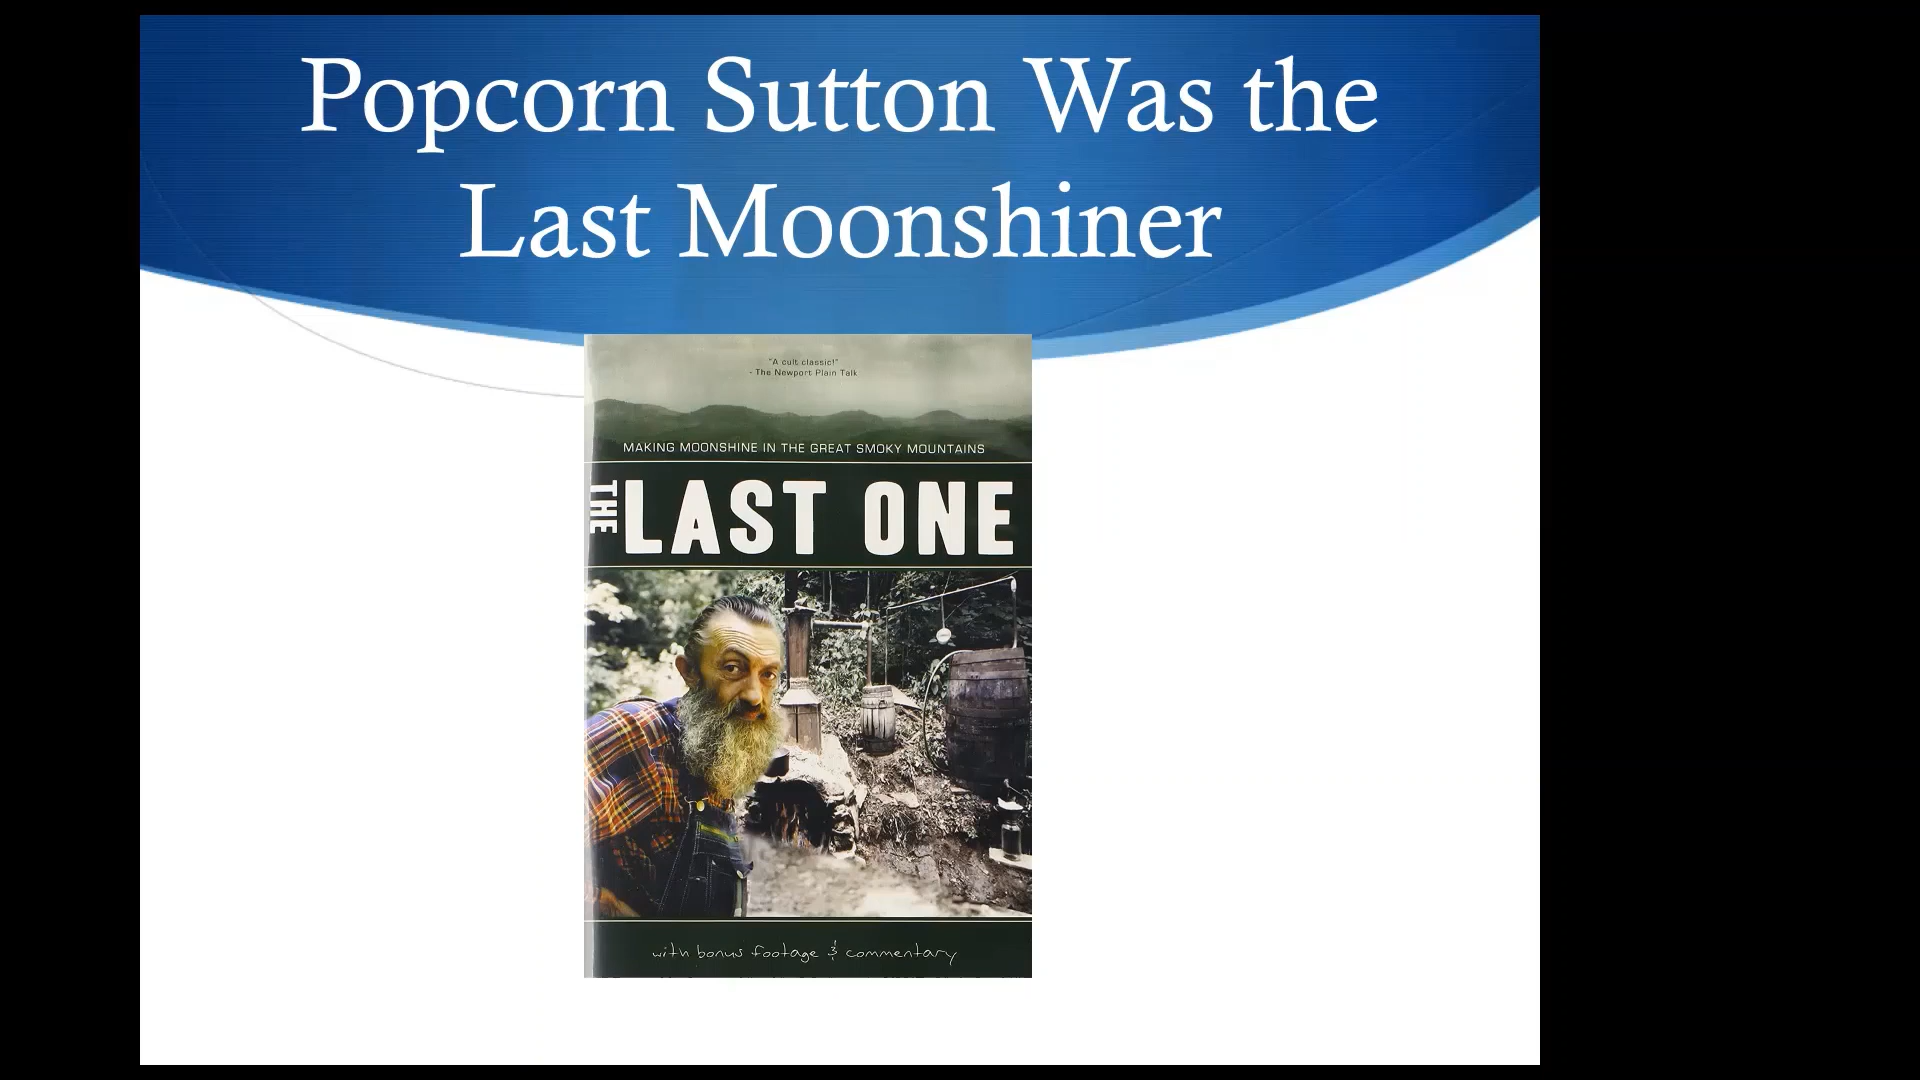 Popcorn Sutton Was the
Last Moonshiner
"A cult classic!"
- The Newport Plain Talk
MAKING MOONSHINE IN THE GREAT SMOKY MOUNTAINS
THE LAST ONE
with bonus footage & commentary